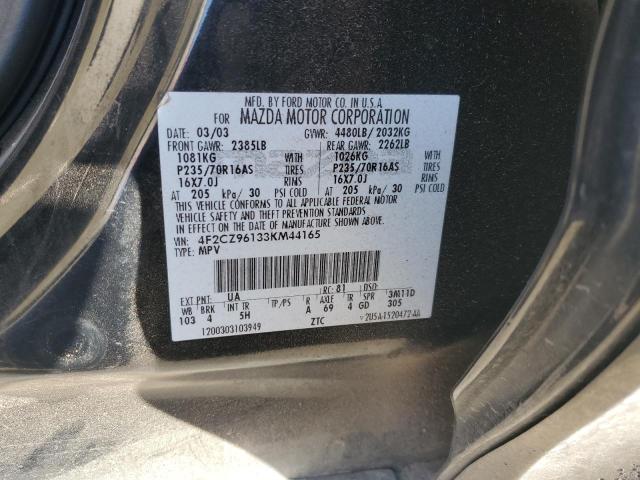 MFD. BY FORD MOTOR CO. IN U.S.A.
FOR MAZDA MOTOR CORPORATION
DATE: 03/03 GVWR: 4480LB/ 2032KG
FRONT GAWR: 2385LB REAR GAWR: 2262LB
1081KG WITH 1026KG WITH
P235/70R16AS TIRES P235/70R16AS TIRES
16X7.0J RIMS 16X7.0J RIMS
AT 205 kPa/ 30 PSI COLD AT 205 kPa/ 30 PSI COLD
THIS VEHICLE CONFORMS TO ALL APPLICABLE FEDERAL MOTOR
VEHICLE SAFETY AND THEFT PREVENTION STANDARDS
IN EFFECT ON THE DATE OF MANUFACTURE SHOWN ABOVE.
VIN: 4F2CZ96133KM44165
TYPE: MPV
EXT PNT: UA RC: 81 DSO:
WB BRK INT TR TP/PS R AXLE TR SPR 3M11D
103 4 5H A 69 4 GD 305
1200303103949 ZTC